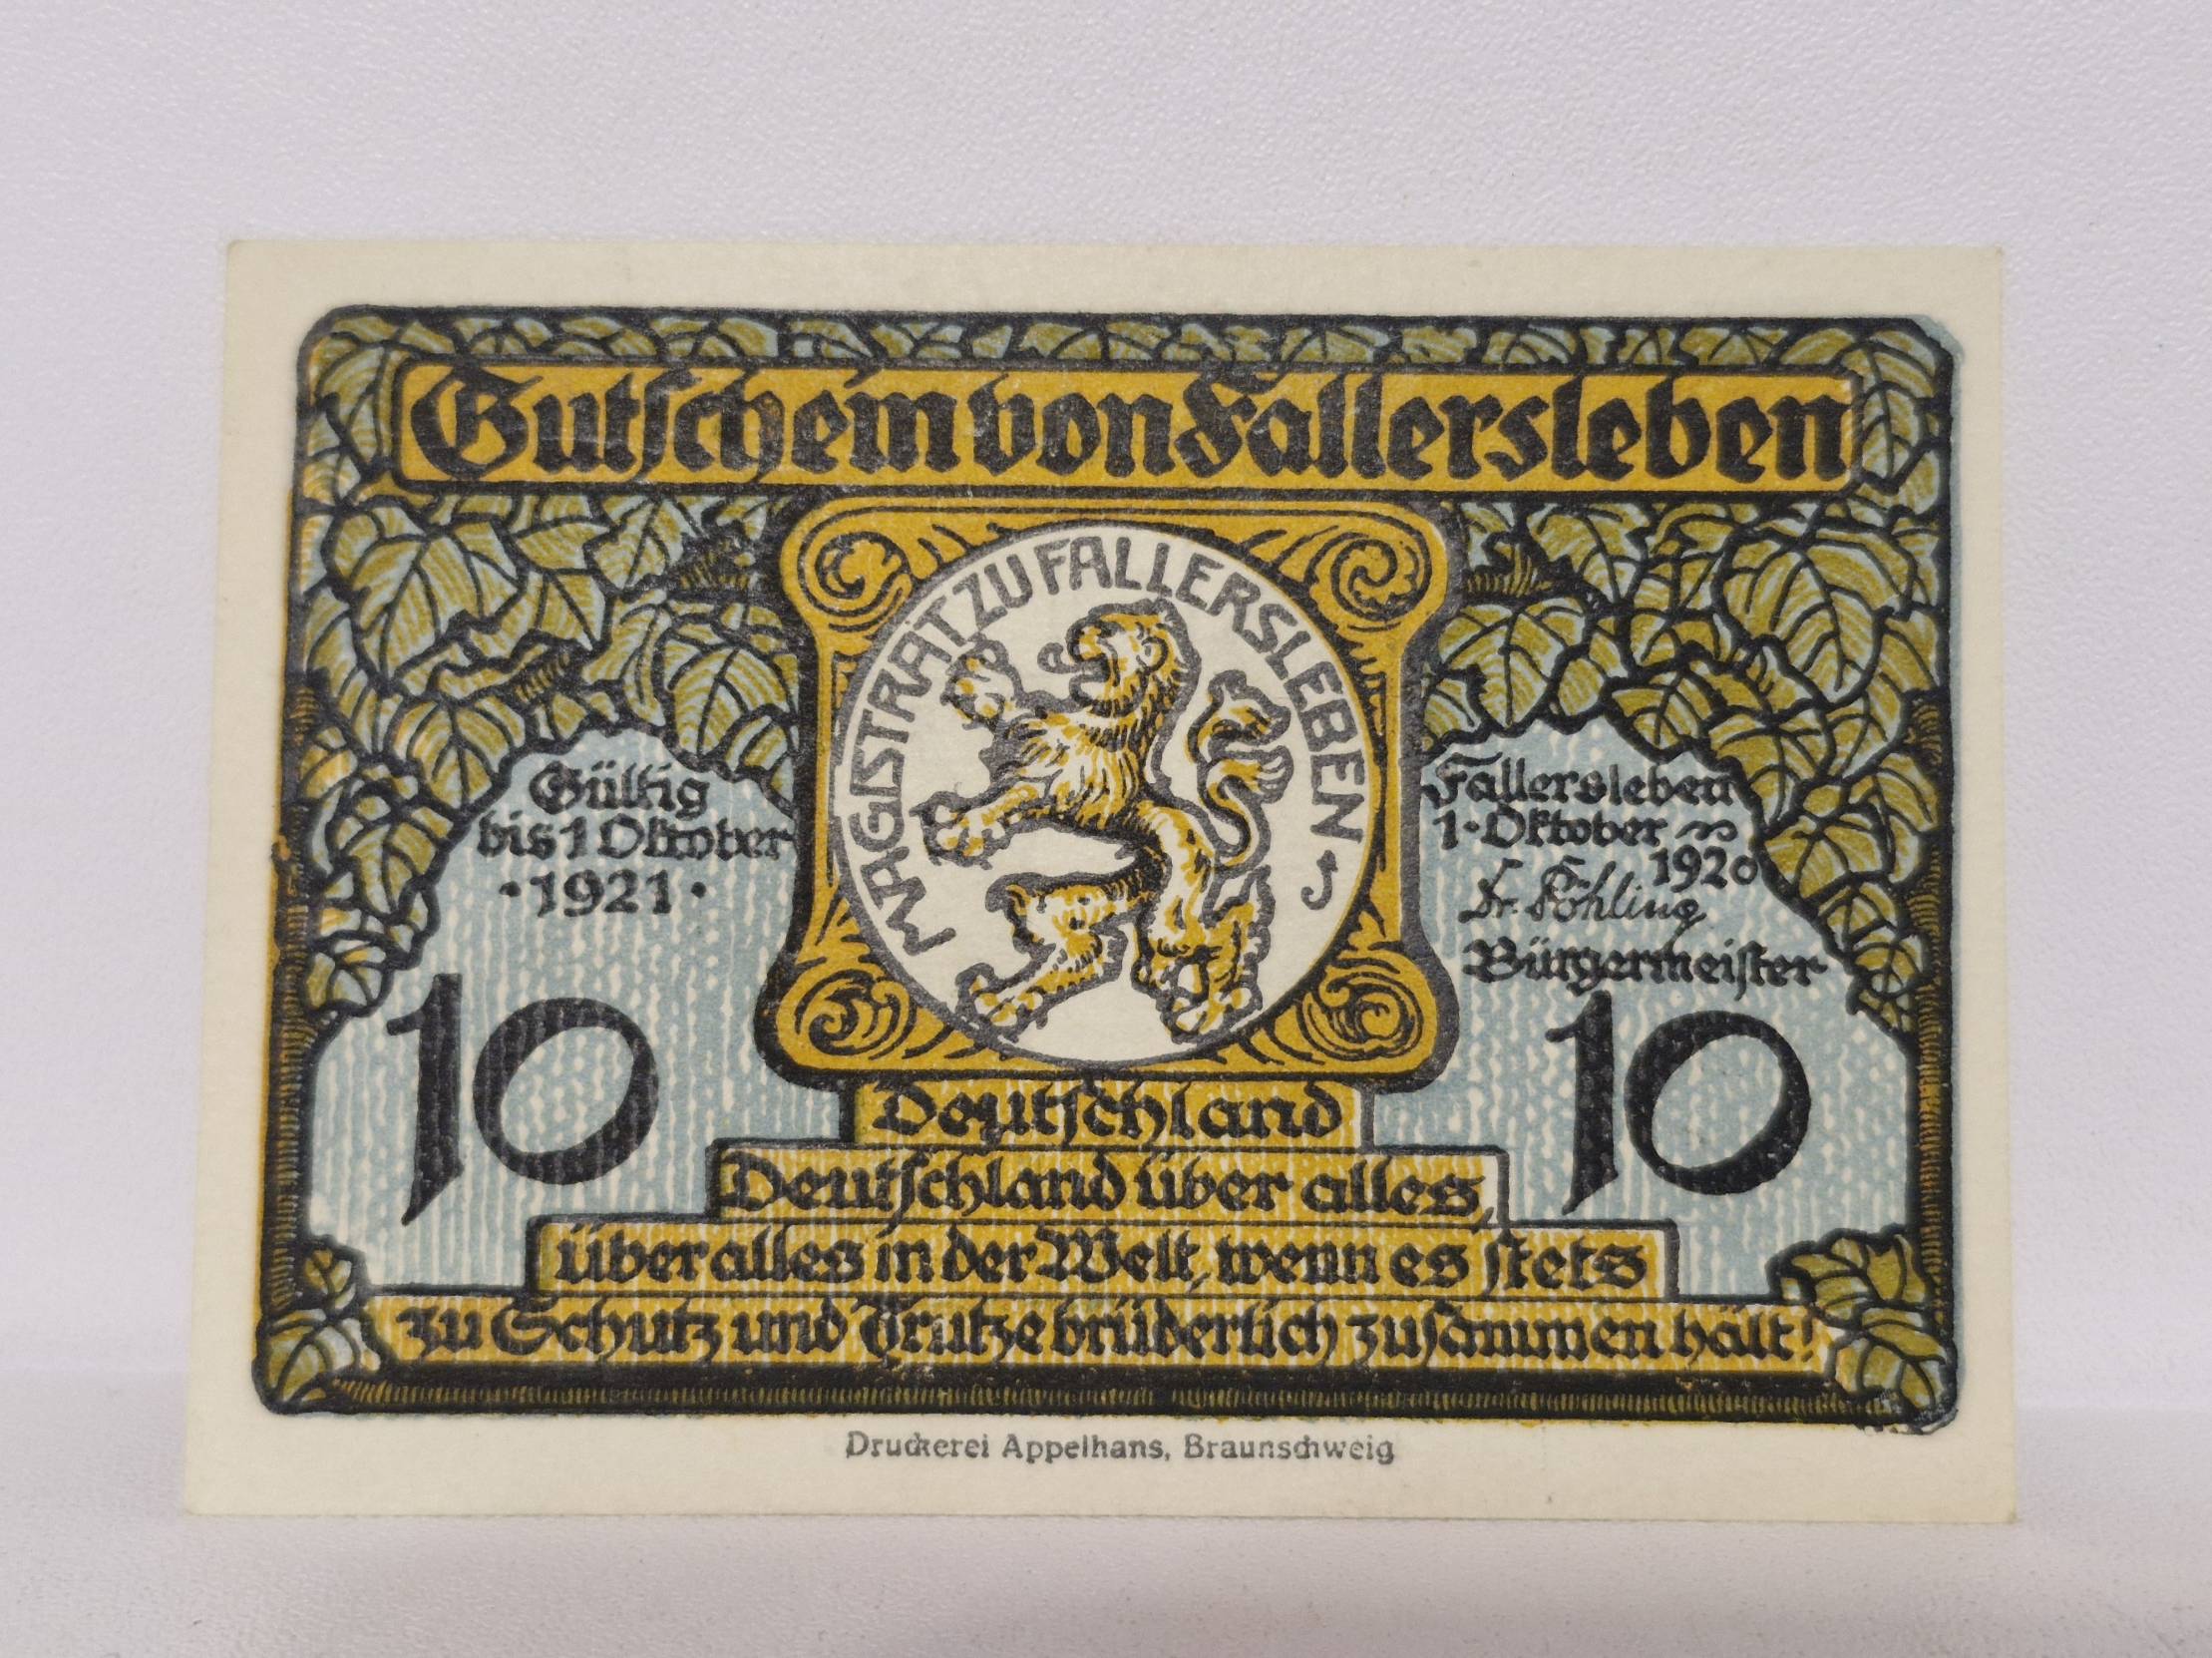 Gutschein von Fallersleben
MAGISTRAT ZU FALLERSLEBEN
Gültig
bis 1 Oktober
·1921·
Fallersleben
1·Oktober
1920
Dr.
Bürgermeister
10
10
Deutschland
Deutschland über alles,
über alles in der Welt, wenn es stets
zu Schutz und Trutze brüderlich zusammen hält!
Druckerei Appelhans, Braunschweig